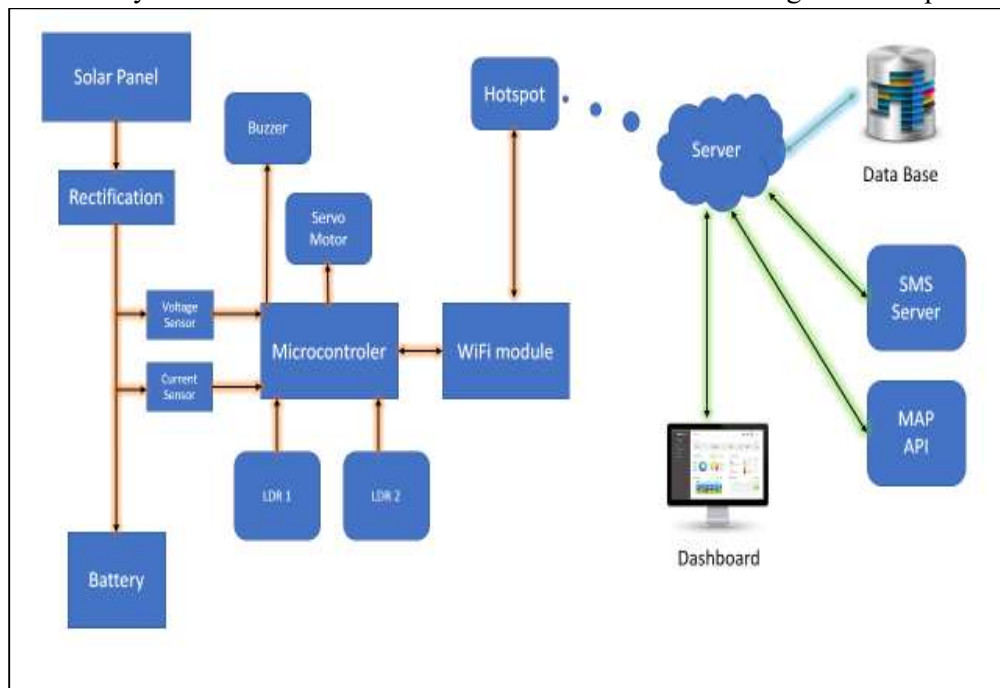 Solar Panel
Hotspot
Buzzer
Server
Data Base
Rectification
Servo
Motor
Voltage
Sensor
SMS
Server
Microcontroler
WiFi module
Current
Sensor
MAP
API
LDR 1
LDR 2
Dashboard
Battery